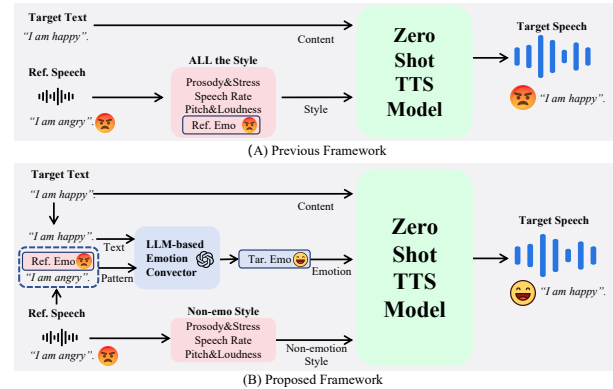 Target Text
"I am happy".
Content
Ref. Speech
"I am angry".
ALL the Style
Prosody&Stress
Speech Rate
Pitch&Loudness
Ref. Emo
Style
Zero
Shot
TTS
Model
Target Speech
"I am happy".
(A) Previous Framework
Target Text
"I am happy".
Content
"I am happy".
Text
Ref. Emo
"I am angry".
Pattern
LLM-based
Emotion
Convector
Tar. Emo
Emotion
Ref. Speech
"I am angry".
Non-emo Style
Prosody&Stress
Speech Rate
Pitch&Loudness
Non-emotion
Style
Zero
Shot
TTS
Model
Target Speech
"I am happy".
(B) Proposed Framework